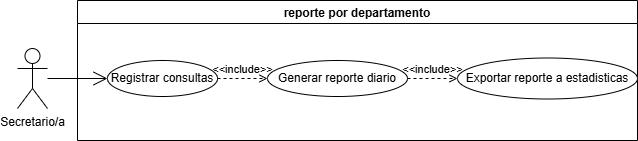 reporte por departamento
Registrar consultas
<<include>>
Generar reporte diario
<<include>>
Exportar reporte a estadisticas
Secretario/a